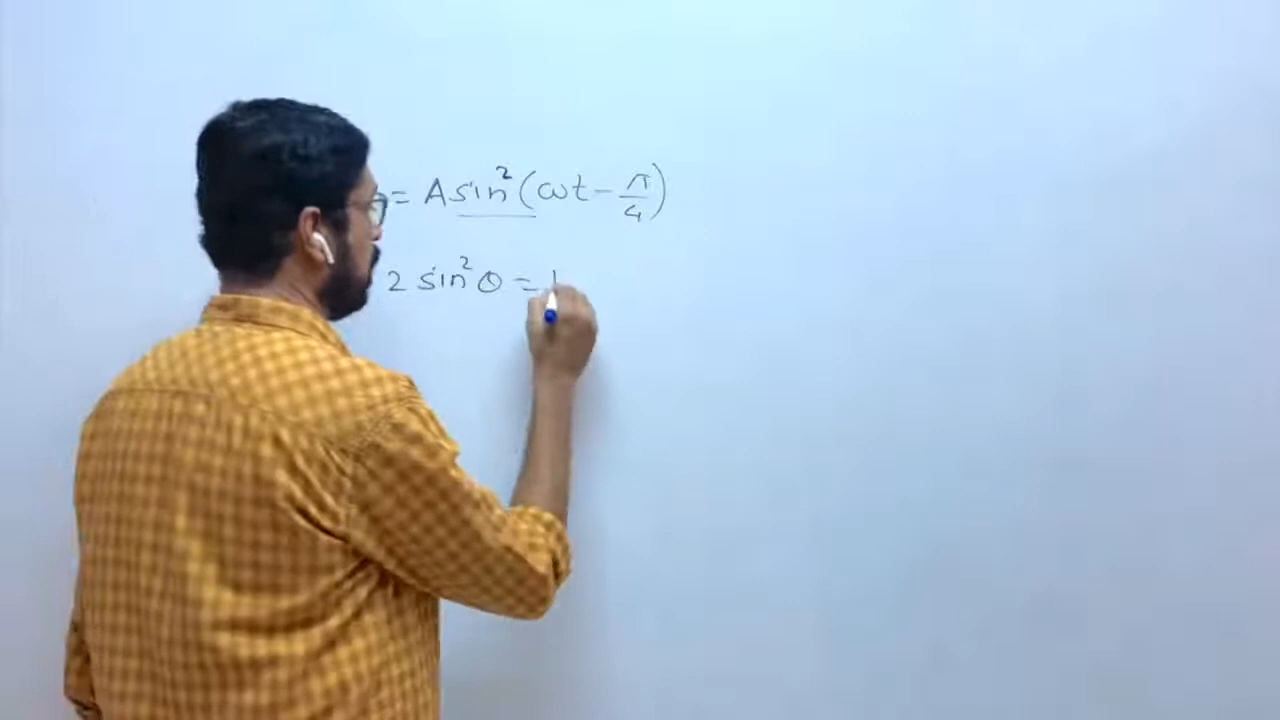 = A sin²(ωt - π/4)
2 sin²θ = 1